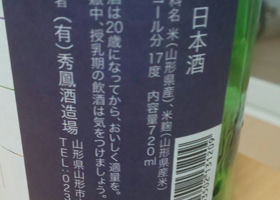 日本酒
料名 米(山形県産)、米麹(山形県産米)
コール分 17度 内容量720ml
酒は20歳になってから、おいしく適量を。
娠中 授乳期の飲酒は気をつけましょう。
者 (有)秀鳳酒造場
山形県山形市
TEL:023